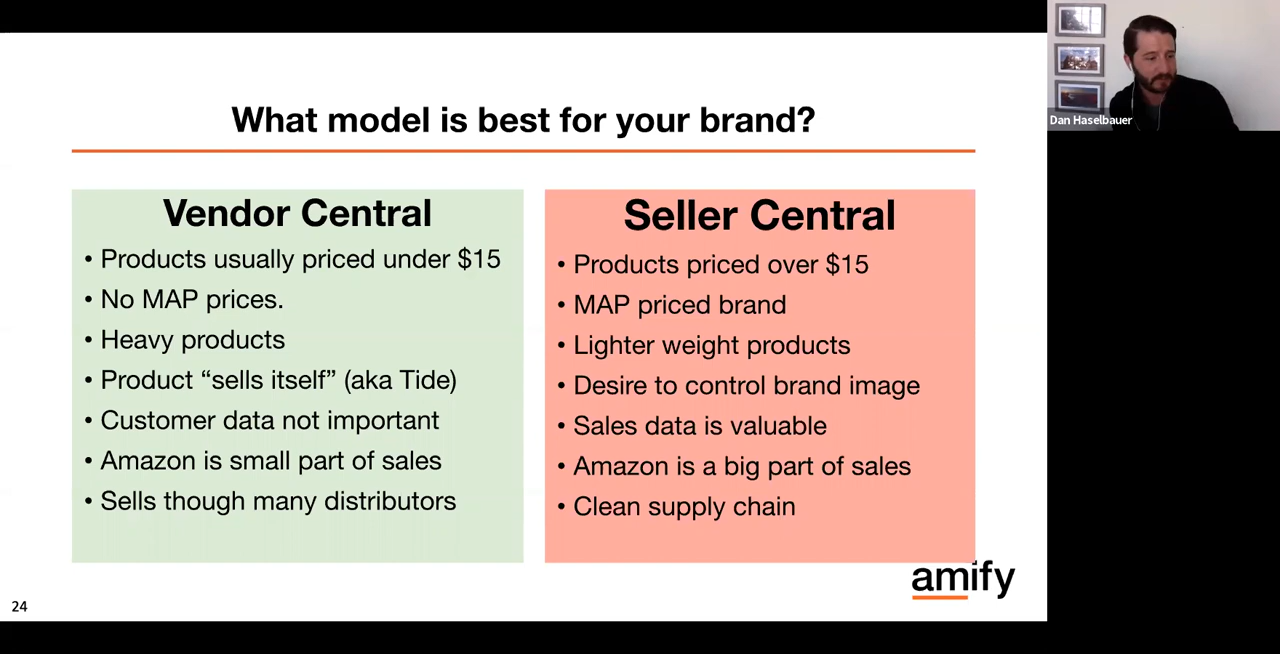 What model is best for your brand?
Vendor Central
• Products usually priced under $15
• No MAP prices.
• Heavy products
• Product “sells itself” (aka Tide)
• Customer data not important
• Amazon is small part of sales
• Sells though many distributors
Seller Central
• Products priced over $15
• MAP priced brand
• Lighter weight products
• Desire to control brand image
• Sales data is valuable
• Amazon is a big part of sales
• Clean supply chain
amify
24
Dan Haselbauer